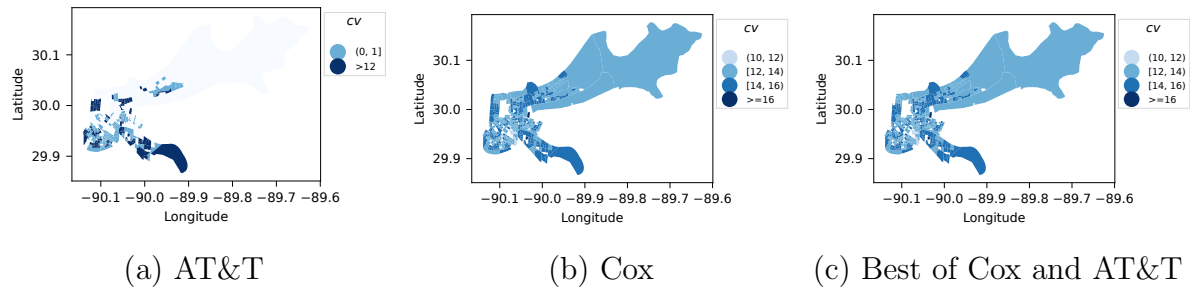 cv
(0, 1]
>12
30.1
30.0
29.9
Latitude
−90.1 −90.0 −89.9 −89.8 −89.7 −89.6
Longitude
(a) AT&T
cv
(10, 12)
[12, 14)
[14, 16)
>=16
30.1
30.0
29.9
Latitude
−90.1 −90.0 −89.9 −89.8 −89.7 −89.6
Longitude
(b) Cox
cv
(10, 12)
[12, 14)
[14, 16)
>=16
30.1
30.0
29.9
Latitude
−90.1 −90.0 −89.9 −89.8 −89.7 −89.6
Longitude
(c) Best of Cox and AT&T